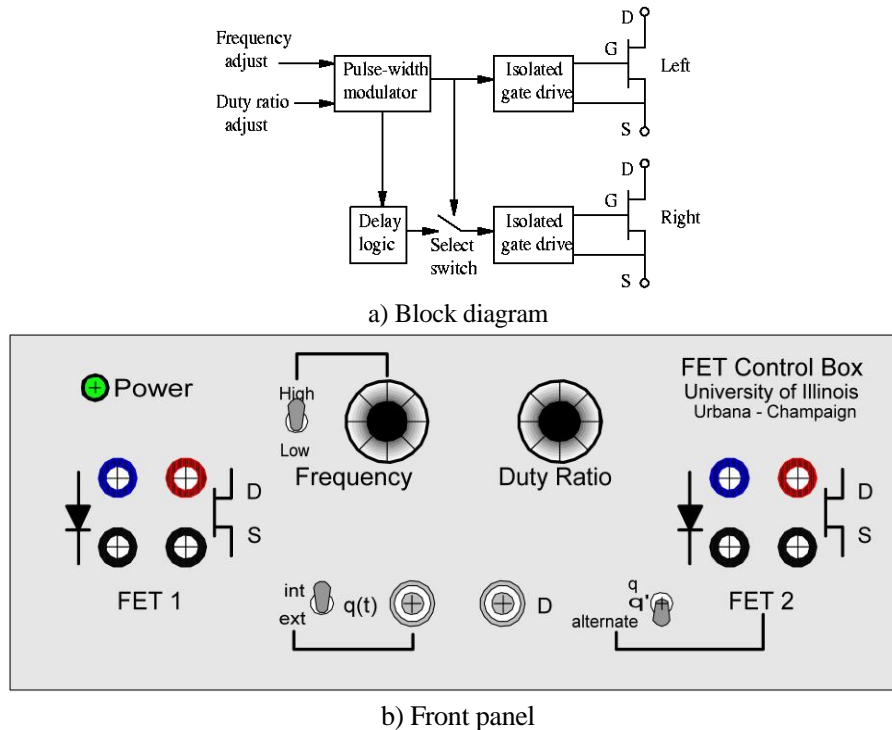 Frequency
adjust
Duty ratio
adjust
Pulse-width
modulator
Isolated
gate drive
D
G
Left
S
Delay
logic
Select
switch
Isolated
gate drive
D
G
Right
S
a) Block diagram
Power
High
Low
Frequency
Duty Ratio
FET Control Box
University of Illinois
Urbana - Champaign
D
S
FET 1
D
S
FET 2
int
ext
q(t)
D
q
q'
alternate
b) Front panel